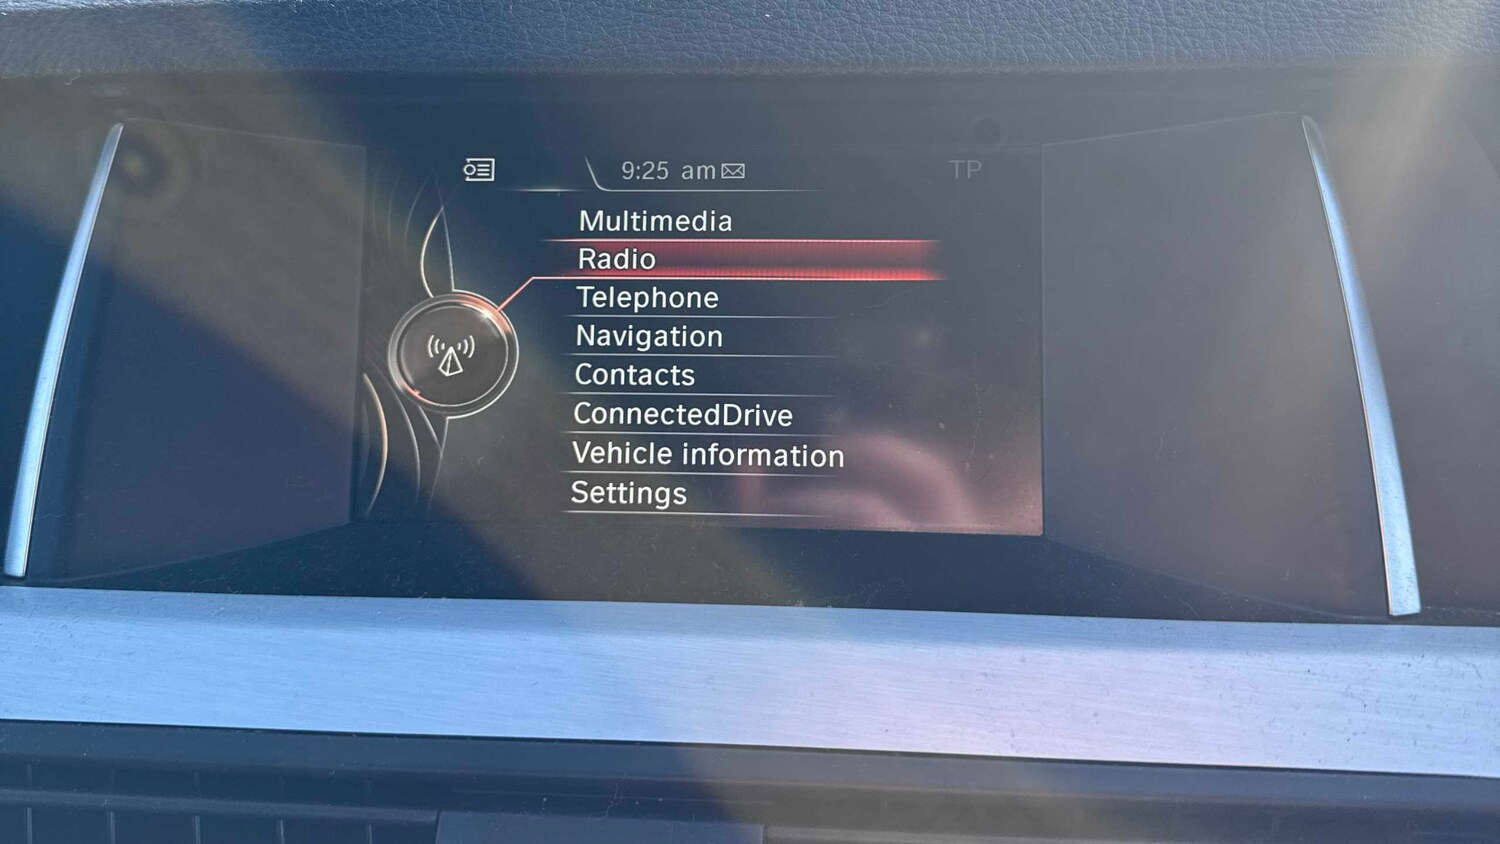 9:25 am TP
Multimedia
Radio
Telephone
Navigation
Contacts
ConnectedDrive
Vehicle information
Settings